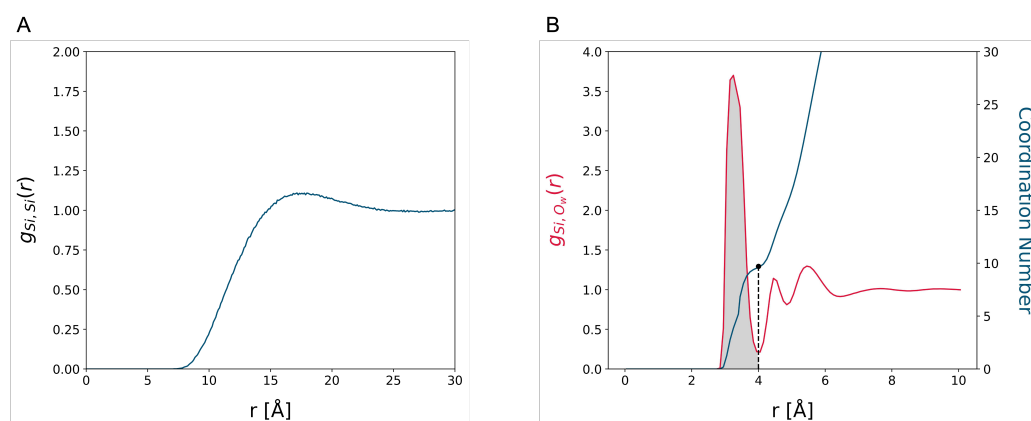 A
2.00
1.75
1.50
1.25
1.00
0.75
0.50
0.25
0.00
g_{Si, Si}(r)
0 5 10 15 20 25 30
r [Å]
B
4.0
3.5
3.0
2.5
2.0
1.5
1.0
0.5
0.0
g_{Si, O_w}(r)
0 2 4 6 8 10
r [Å]
30
25
20
15
10
5
0
Coordination Number